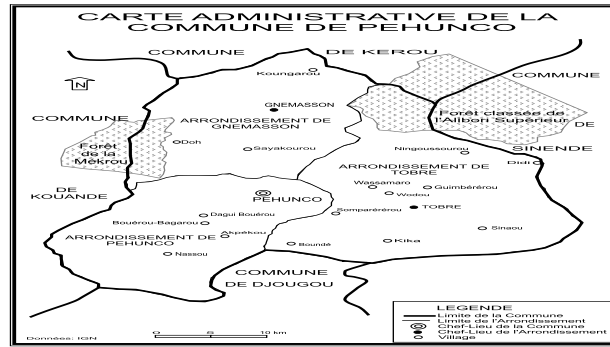 CARTE ADMINISTRATIVE DE LA
COMMUNE DE PEHUNCO
COMMUNE DE KEROU
Koungarou
COMMUNE
N
GNEMASSON
COMMUNE
ARRONDISSEMENT DE
GNEMASSON
Forêt classée de
l'Alibori Supérieur
DE
SINENDE
Forêt
de la
Mékrou
Doh
Sayakourou
Ningoussourou
Didi
ARRONDISSEMENT DE
TOBRE
DE
KOUANDE
PEHUNCO
Wassamaro
Wodou
Guimbérérou
Dagui Bouérou
Somparérérou
TOBRE
Bouérou-Bagarou
Akpékou
Sinaou
ARRONDISSEMENT DE
PEHUNCO
Boundé
Kika
Nassou
COMMUNE
DE DJOUGOU
LEGENDE
Limite de la Commune
Limite de l'Arrondissement
Chef-Lieu de la Commune
Chef-Lieu de l'Arrondissement
Village
0 5 10 km
Données: IGN